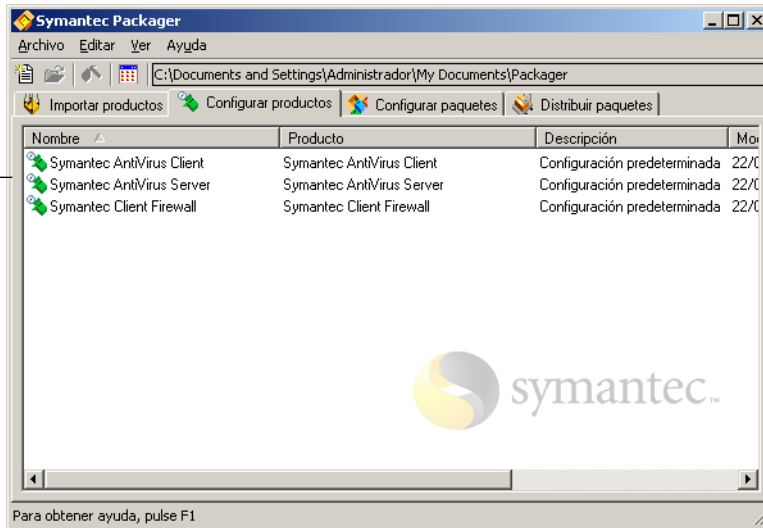 Symantec Packager
Archivo Editar Ver Ayuda
C:\Documents and Settings\Administrador\My Documents\Packager
Importar productos Configurar productos Configurar paquetes Distribuir paquetes
Nombre Producto Descripción
Symantec AntiVirus Client Symantec AntiVirus Client Configuración predeterminada
Symantec AntiVirus Server Symantec AntiVirus Server Configuración predeterminada
Symantec Client Firewall Symantec Client Firewall Configuración predeterminada
symantec™
Para obtener ayuda, pulse F1